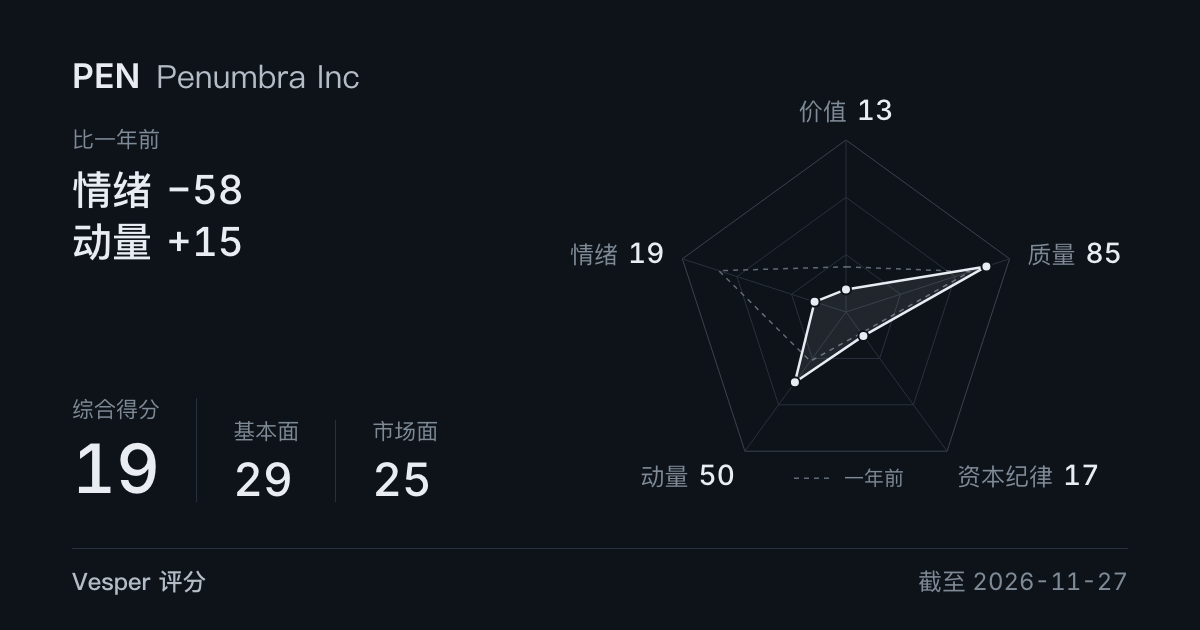 PEN Penumbra Inc
比一年前
情绪 −58
动量 +15
综合得分
19
基本面
29
市场面
25
价值 13
情绪 19
质量 85
动量 50
一年前
资本纪律 17
Vesper 评分
截至 2026-11-27